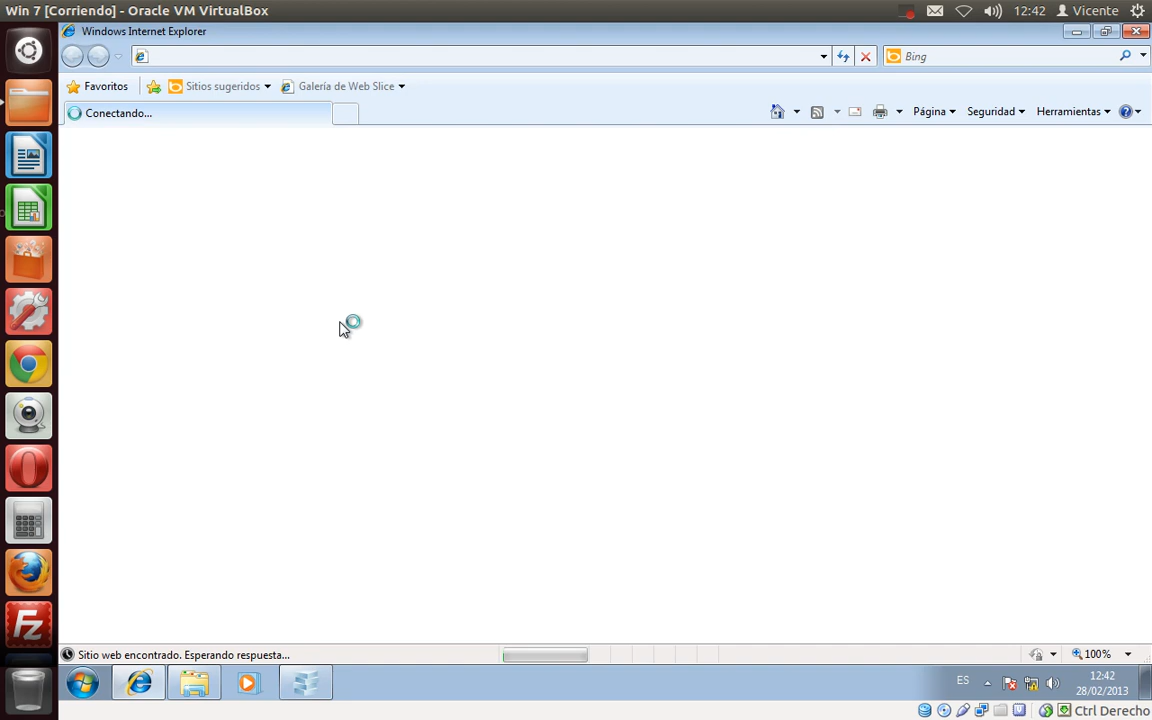 Win 7 [Corriendo] - Oracle VM VirtualBox
12:42 Vicente
Windows Internet Explorer
Bing
Favoritos Sitios sugeridos Galería de Web Slice
Conectando...
Página Seguridad Herramientas
Sitio web encontrado. Esperando respuesta...
100%
ES
12:42
28/02/2013
Ctrl Derecho